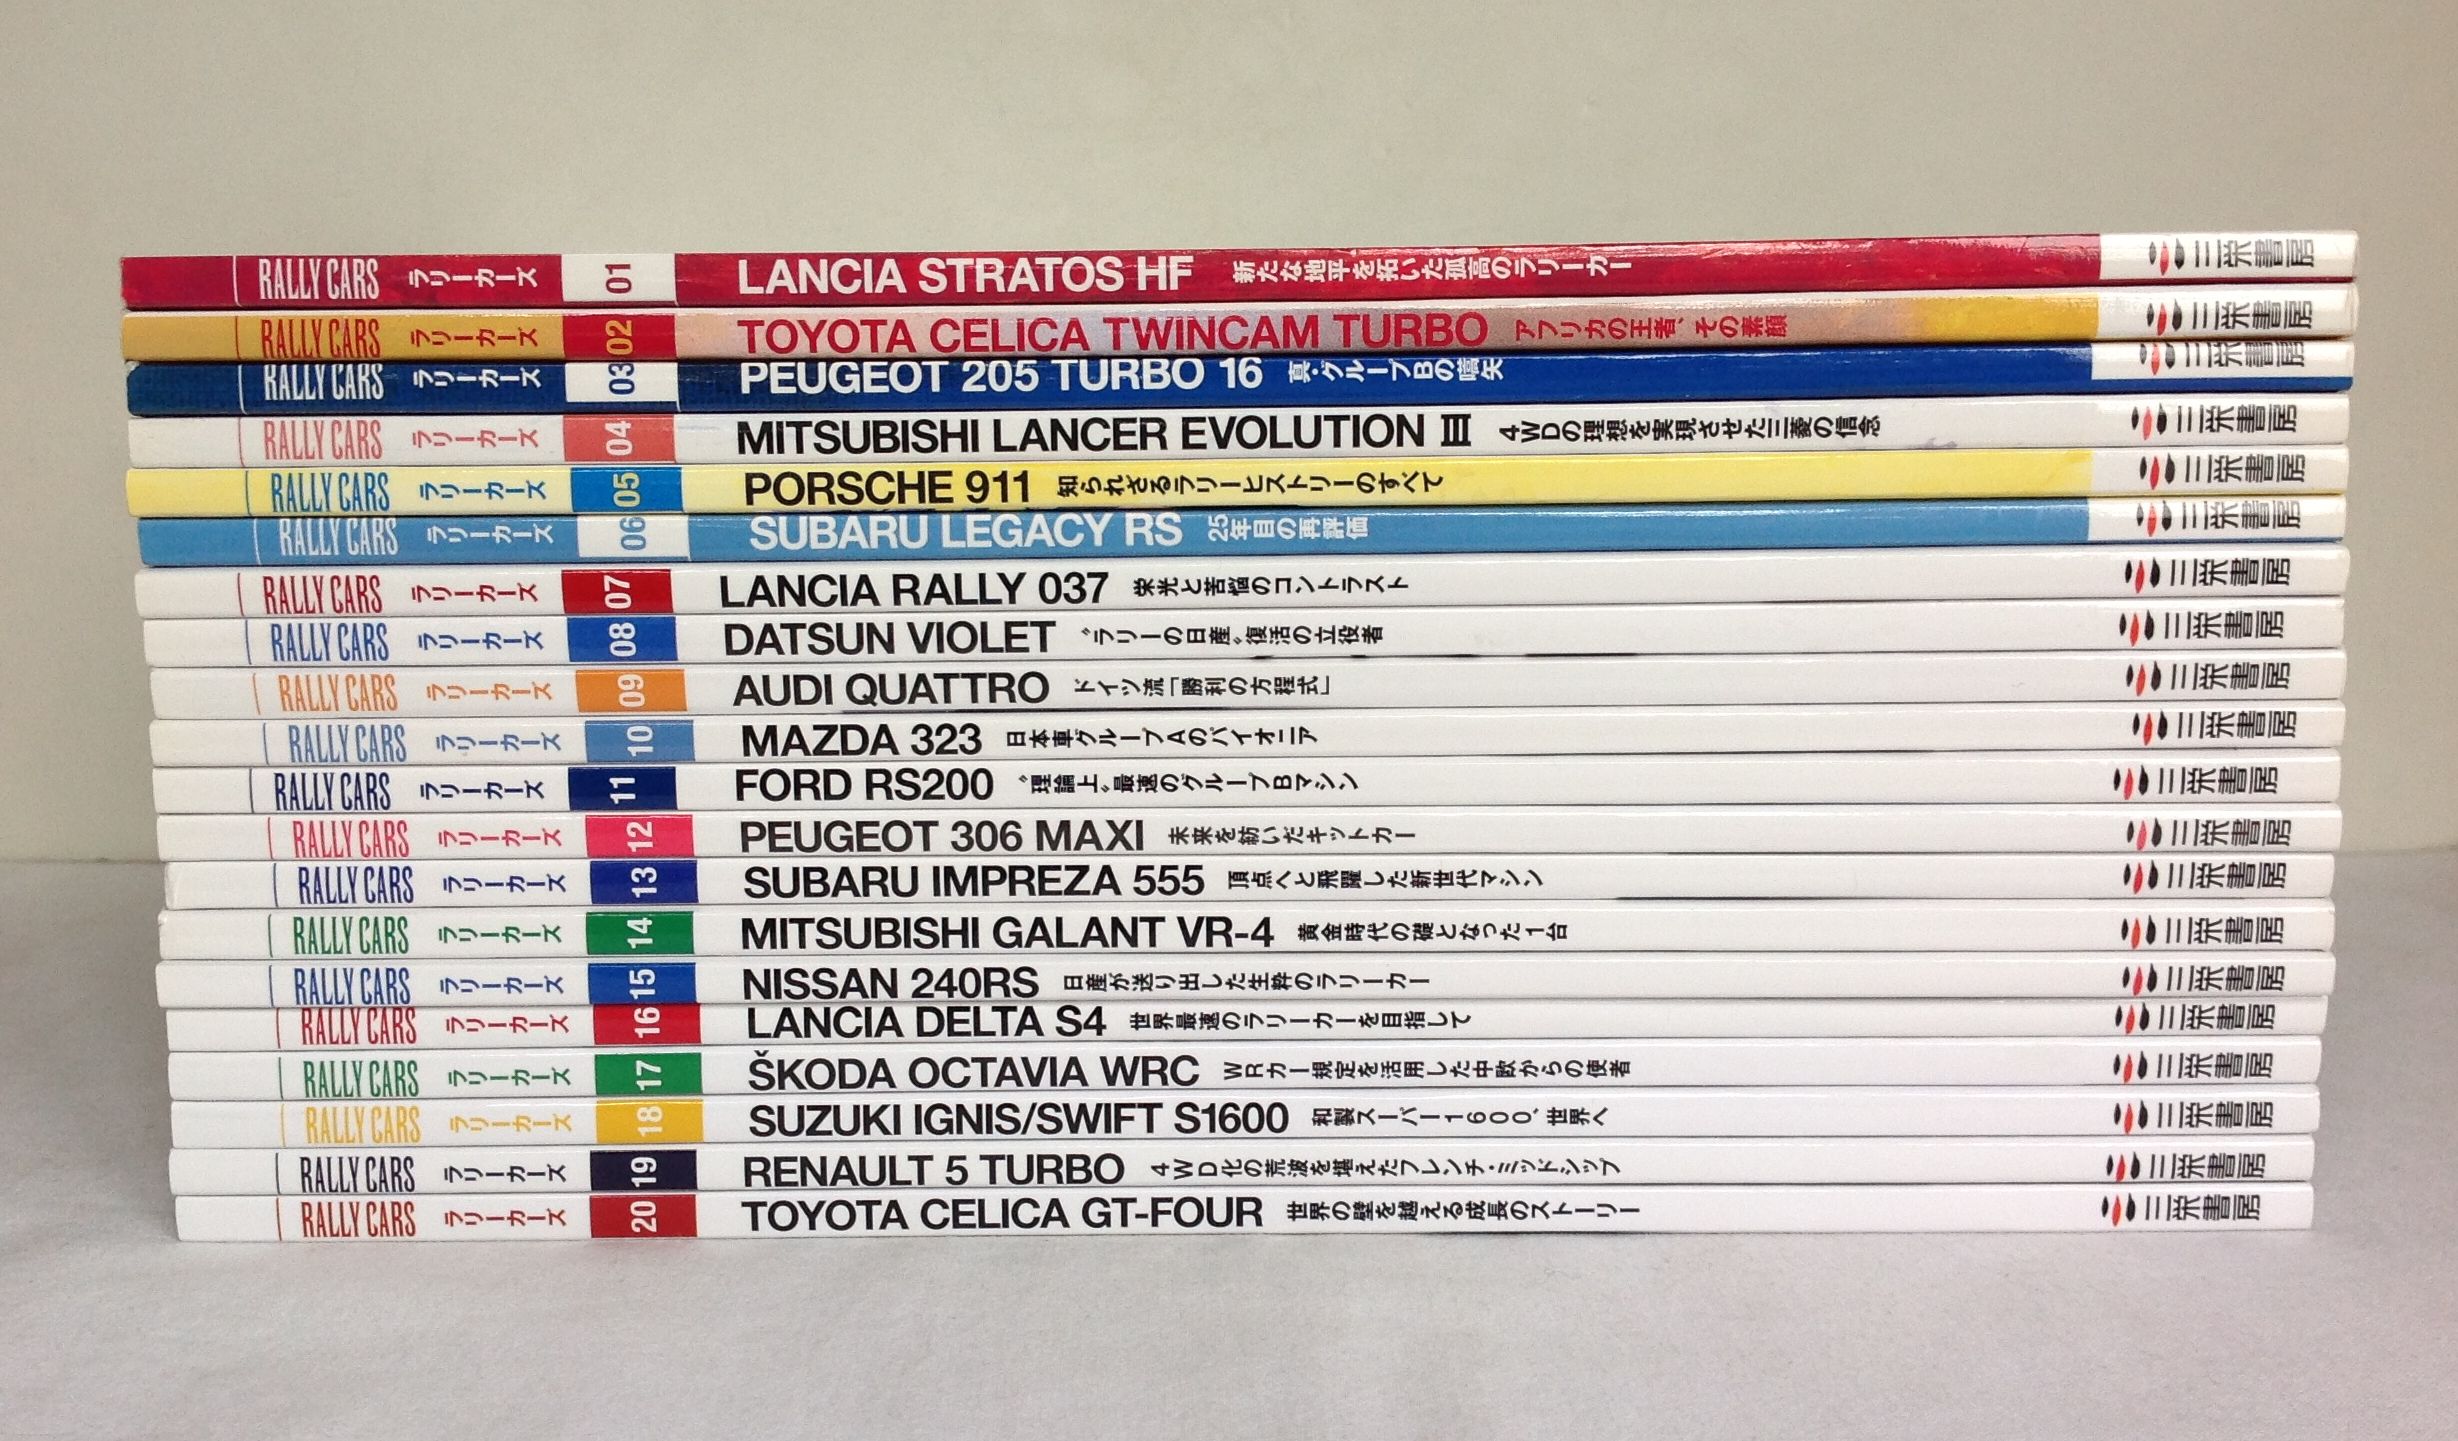 RALLY CARS ラリーカーズ 01 LANCIA STRATOS HF 新たな地平を拓いた孤高のラリーカー 三栄書房
RALLY CARS ラリーカーズ 02 TOYOTA CELICA TWINCAM TURBO アフリカの王者、その素顔 三栄書房
RALLY CARS ラリーカーズ 03 PEUGEOT 205 TURBO 16 真・グループBの嚆矢 三栄書房
RALLY CARS ラリーカーズ 04 MITSUBISHI LANCER EVOLUTION III 4WDの理想を実現させた三菱の信念 三栄書房
RALLY CARS ラリーカーズ 05 PORSCHE 911 知られざるラリーヒストリーのすべて 三栄書房
RALLY CARS ラリーカーズ 06 SUBARU LEGACY RS 25年目の再評価 三栄書房
RALLY CARS ラリーカーズ 07 LANCIA RALLY 037 栄光と苦悩のコントラスト 三栄書房
RALLY CARS ラリーカーズ 08 DATSUN VIOLET “ラリーの日産”復活の立役者 三栄書房
RALLY CARS ラリーカーズ 09 AUDI QUATTRO ドイツ流「勝利の方程式」 三栄書房
RALLY CARS ラリーカーズ 10 MAZDA 323 日本車グループAのパイオニア 三栄書房
RALLY CARS ラリーカーズ 11 FORD RS200 “理論上”最速のグループBマシン 三栄書房
RALLY CARS ラリーカーズ 12 PEUGEOT 306 MAXI 未来を紡いだキットカー 三栄書房
RALLY CARS ラリーカーズ 13 SUBARU IMPREZA 555 頂点へと飛躍した新世代マシン 三栄書房
RALLY CARS ラリーカーズ 14 MITSUBISHI GALANT VR-4 黄金時代の礎となった1台 三栄書房
RALLY CARS ラリーカーズ 15 NISSAN 240RS 日産が送り出した生粋のラリーカー 三栄書房
RALLY CARS ラリーカーズ 16 LANCIA DELTA S4 世界最速のラリーカーを目指して 三栄書房
RALLY CARS ラリーカーズ 17 ŠKODA OCTAVIA WRC WRカー規定を活用した中欧からの使者 三栄書房
RALLY CARS ラリーカーズ 18 SUZUKI IGNIS/SWIFT S1600 和製スーパー1600、世界へ 三栄書房
RALLY CARS ラリーカーズ 19 RENAULT 5 TURBO 4WD化の荒波を堪えたフレンチ・ミッドシップ 三栄書房
RALLY CARS ラリーカーズ 20 TOYOTA CELICA GT-FOUR 世界の壁を越える成長のストーリー 三栄書房